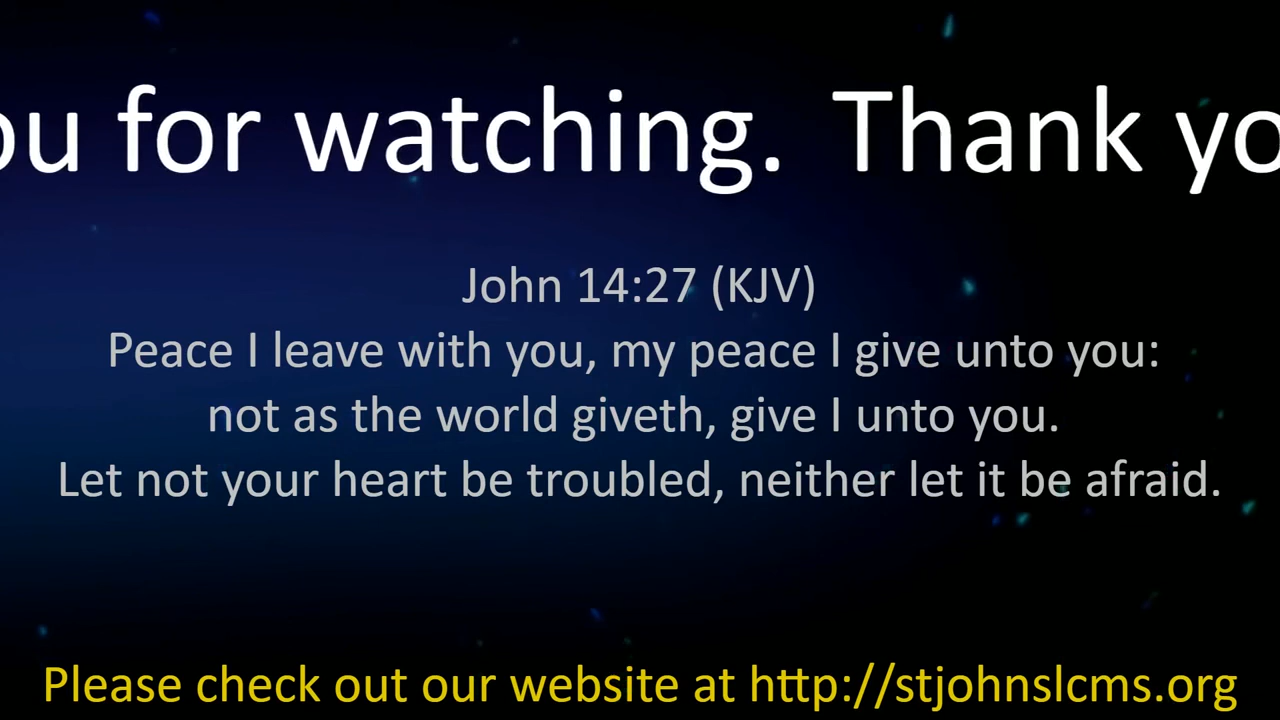 ou for watching. Thank yo
John 14:27 (KJV)
Peace I leave with you, my peace I give unto you:
not as the world giveth, give I unto you.
Let not your heart be troubled, neither let it be afraid.
Please check out our website at http://stjohnslcms.org